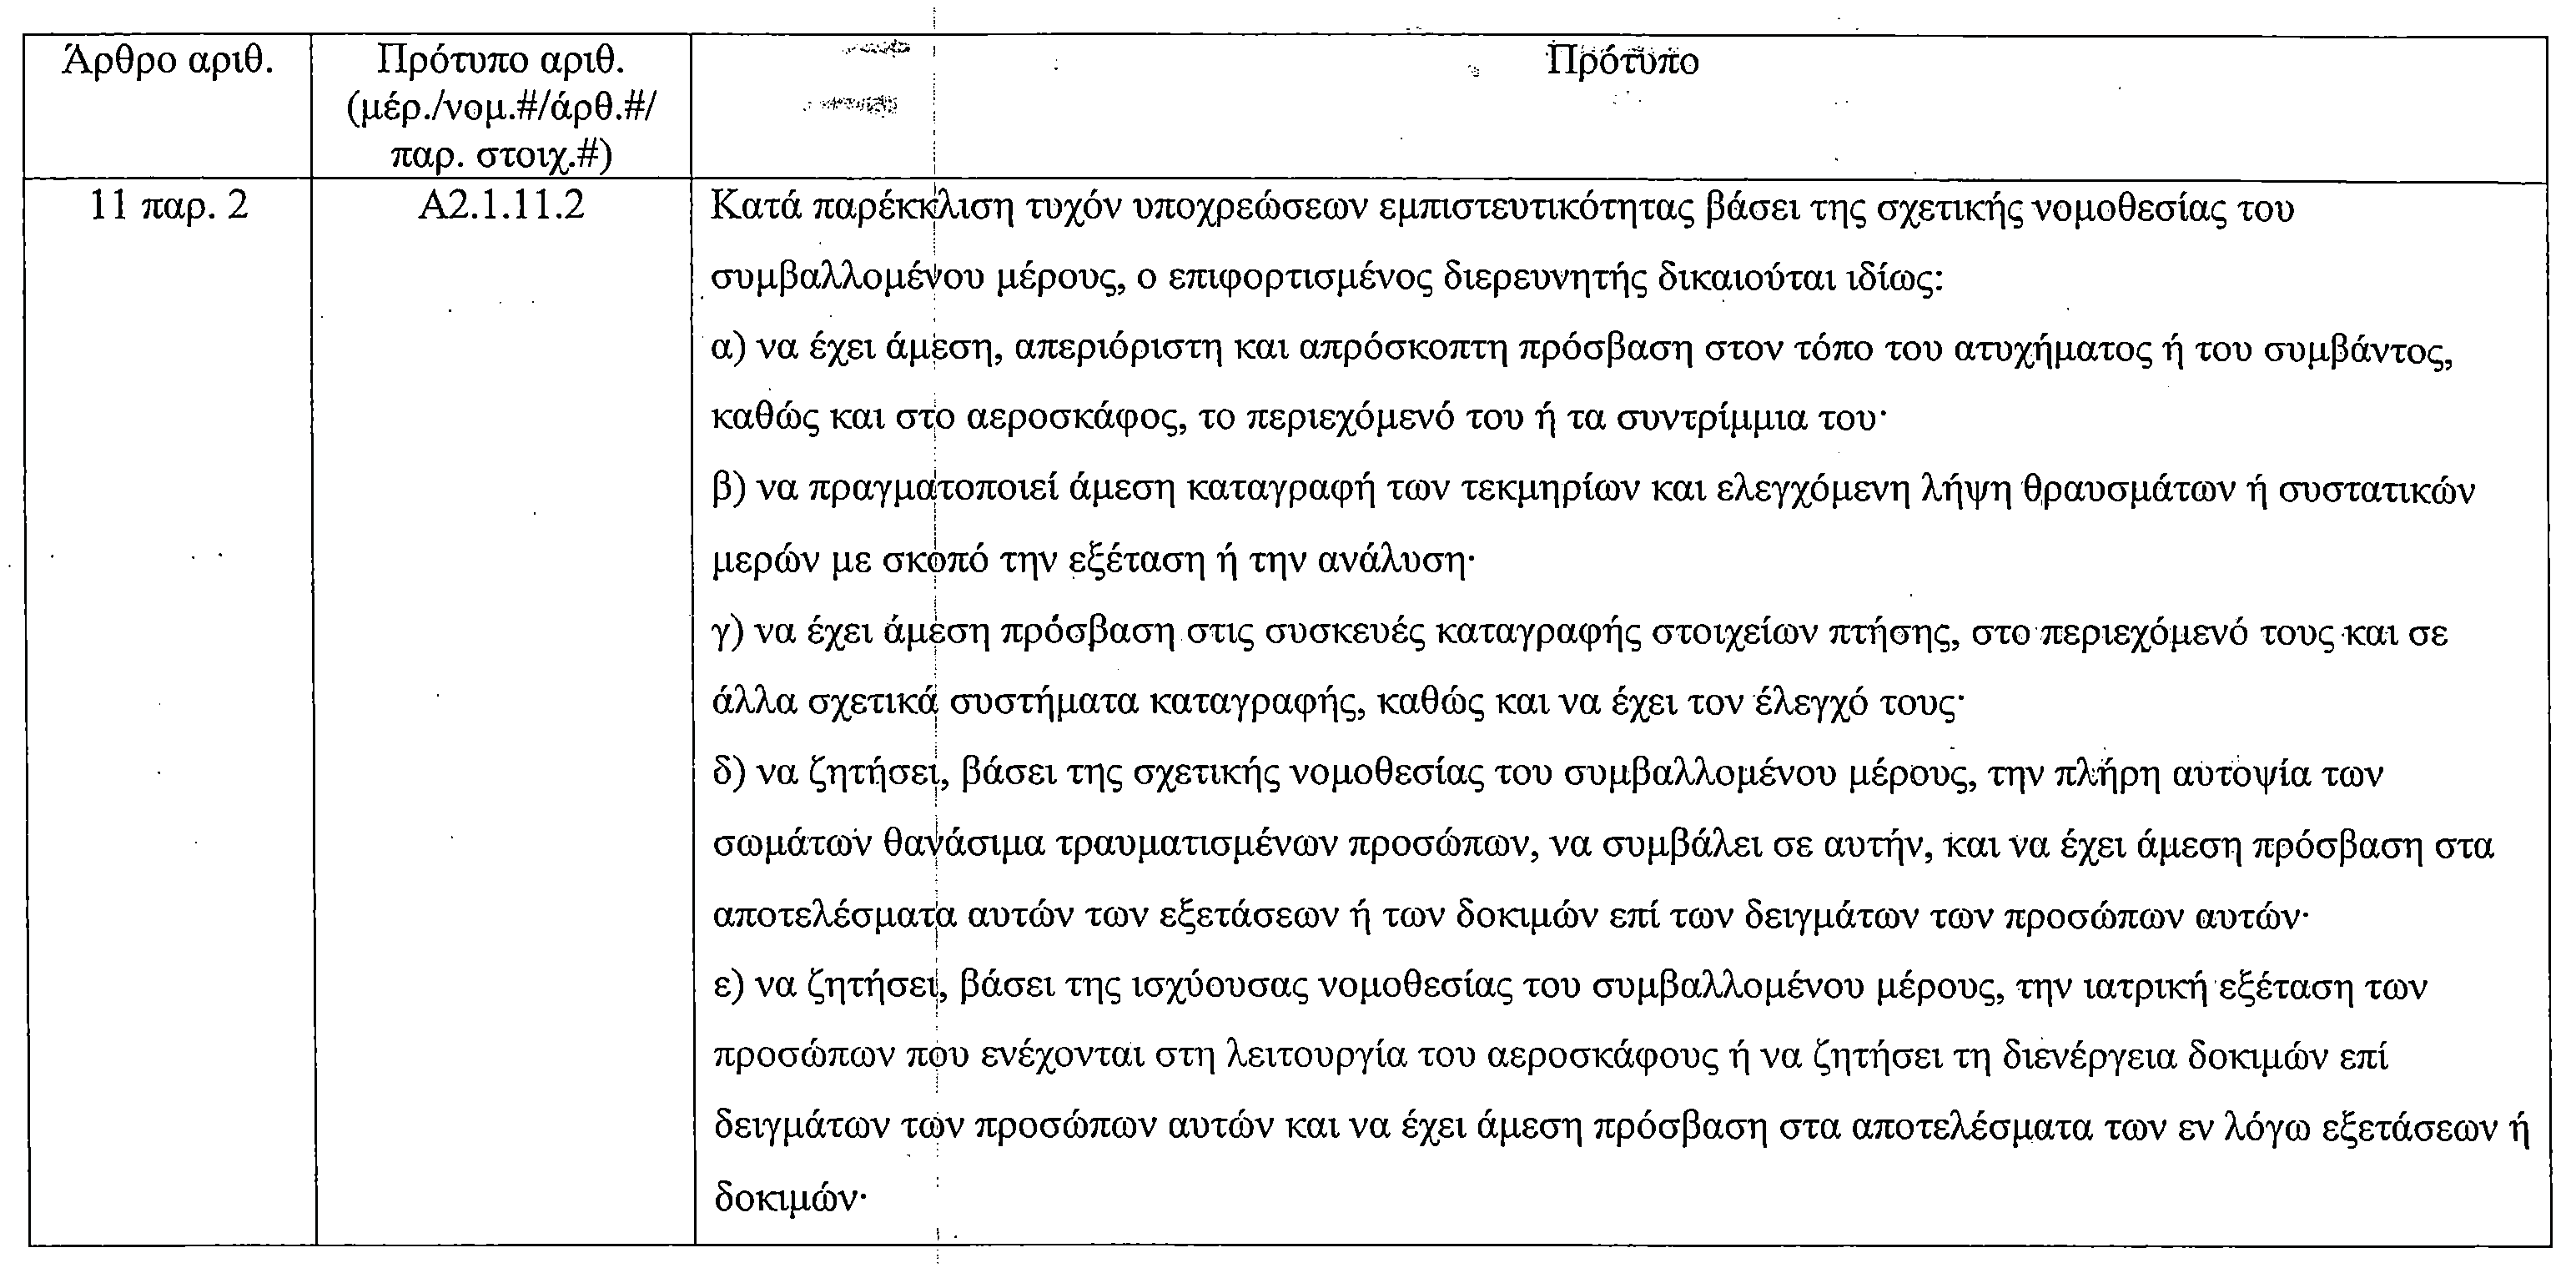 Άρθρο αριθ.
Πρότυπο αριθ.
(μέρ./νομ.#/άρθ.#/
παρ. στοιχ.#)
Πρότυπο
11 παρ. 2
Α2.1.11.2
Κατά παρέκκλιση τυχόν υποχρεώσεων εμπιστευτικότητας βάσει της σχετικής νομοθεσίας του
συμβαλλομένου μέρους, ο επιφορτισμένος διερευνητής δικαιούται ιδίως:
α) να έχει άμεση, απεριόριστη και απρόσκοπτη πρόσβαση στον τόπο του ατυχήματος ή του συμβάντος,
καθώς και στο αεροσκάφος, το περιεχόμενό του ή τα συντρίμμια του·
β) να πραγματοποιεί άμεση καταγραφή των τεκμηρίων και ελεγχόμενη λήψη θραυσμάτων ή συστατικών
μερών με σκοπό την εξέταση ή την ανάλυση·
γ) να έχει άμεση πρόσβαση στις συσκευές καταγραφής στοιχείων πτήσης, στο περιεχόμενό τους και σε
άλλα σχετικά συστήματα καταγραφής, καθώς και να έχει τον έλεγχό τους·
δ) να ζητήσει, βάσει της σχετικής νομοθεσίας του συμβαλλομένου μέρους, την πλήρη αυτοψία των
σωμάτων θανάσιμα τραυματισμένων προσώπων, να συμβάλει σε αυτήν, και να έχει άμεση πρόσβαση στα
αποτελέσματα αυτών των εξετάσεων ή των δοκιμών επί των δειγμάτων των προσώπων αυτών·
ε) να ζητήσει, βάσει της ισχύουσας νομοθεσίας του συμβαλλομένου μέρους, την ιατρική εξέταση των
προσώπων που ενέχονται στη λειτουργία του αεροσκάφους ή να ζητήσει τη διενέργεια δοκιμών επί
δειγμάτων των προσώπων αυτών και να έχει άμεση πρόσβαση στα αποτελέσματα των εν λόγω εξετάσεων ή
δοκιμών·